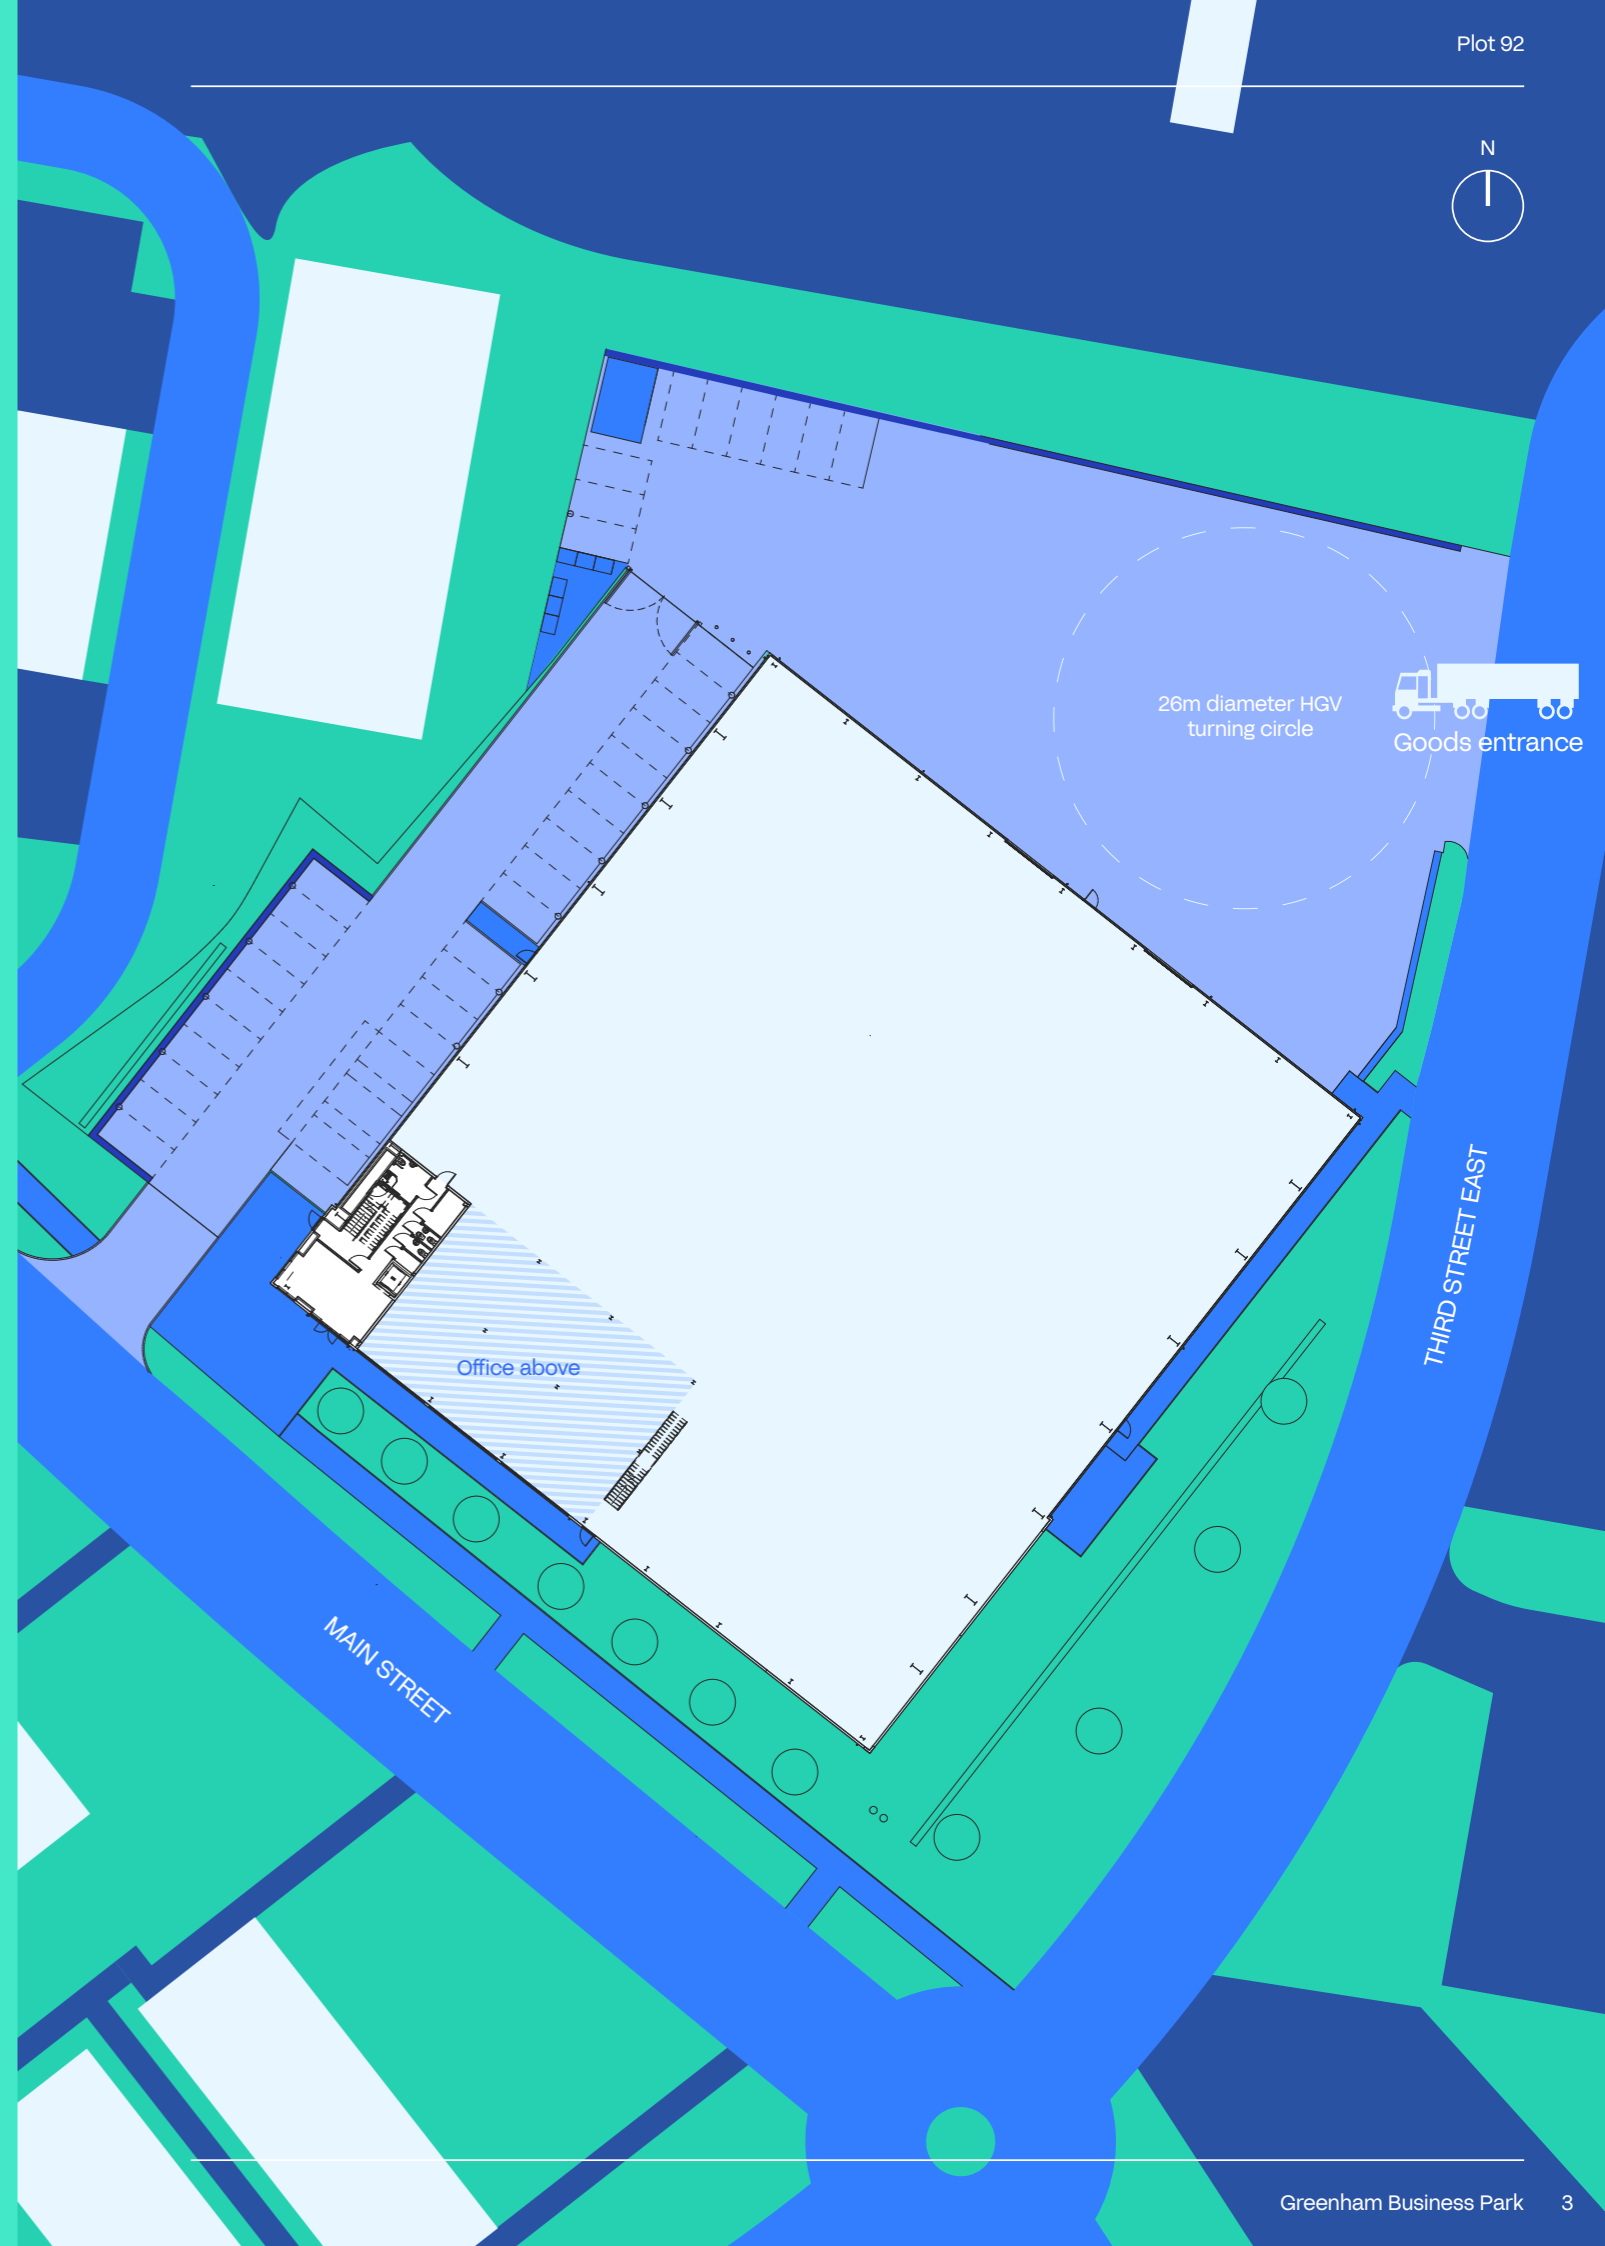 Plot 92
N
26m diameter HGV
turning circle
Goods entrance
THIRD STREET EAST
Office above
MAIN STREET
Greenham Business Park 3